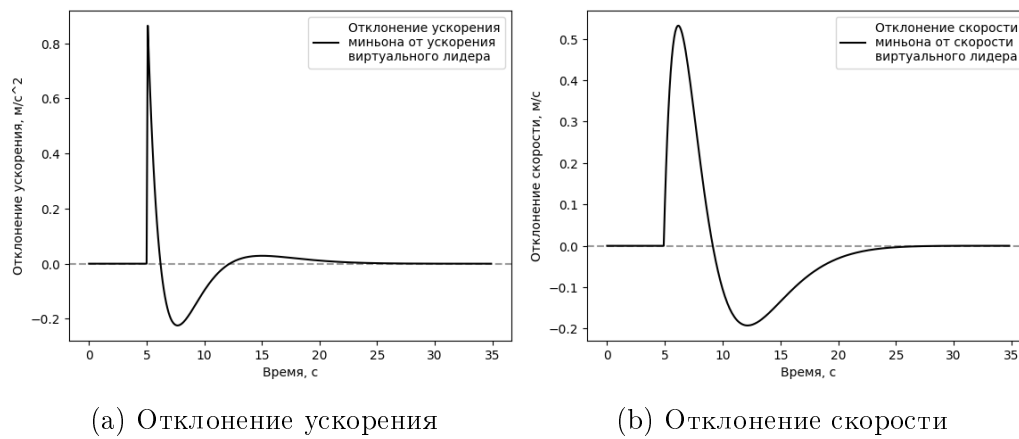 Отклонение ускорения
миньона от ускорения
виртуального лидера
Отклонение ускорения, м/с^2
0.8
0.6
0.4
0.2
0.0
−0.2
0 5 10 15 20 25 30 35
Время, с
(a) Отклонение ускорения
Отклонение скорости
миньона от скорости
виртуального лидера
Отклонение скорости, м/с
0.5
0.4
0.3
0.2
0.1
0.0
−0.1
−0.2
0 5 10 15 20 25 30 35
Время, с
(b) Отклонение скорости